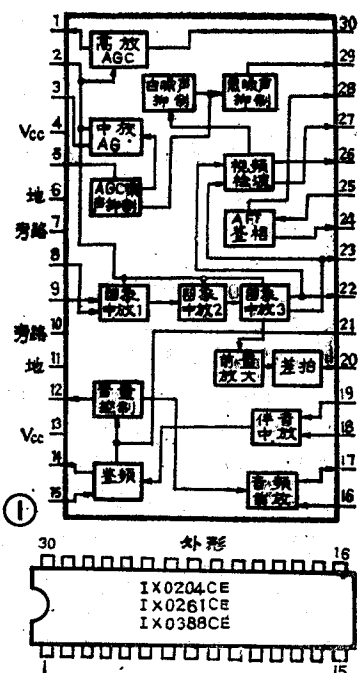 1
高放
AGC
30
2
白噪声
抑制
黑噪声
抑制
29
3
28
Vcc
4
中放
AG
27
5
视频
检调
26
地
6
AGC噪
声抑制
25
旁路
7
AFT
鉴相
24
8
23
9
图象
中放1
图象
中放2
图象
中放3
22
旁路
10
21
地
11
前置
放大
差拍
20
12
音量
控制
19
Vcc
13
伴音
中放
18
14
鉴频
音频
前放
17
15
16
①
外形
30
16
IX0204CE
IX0261CE
IX0388CE
1
15